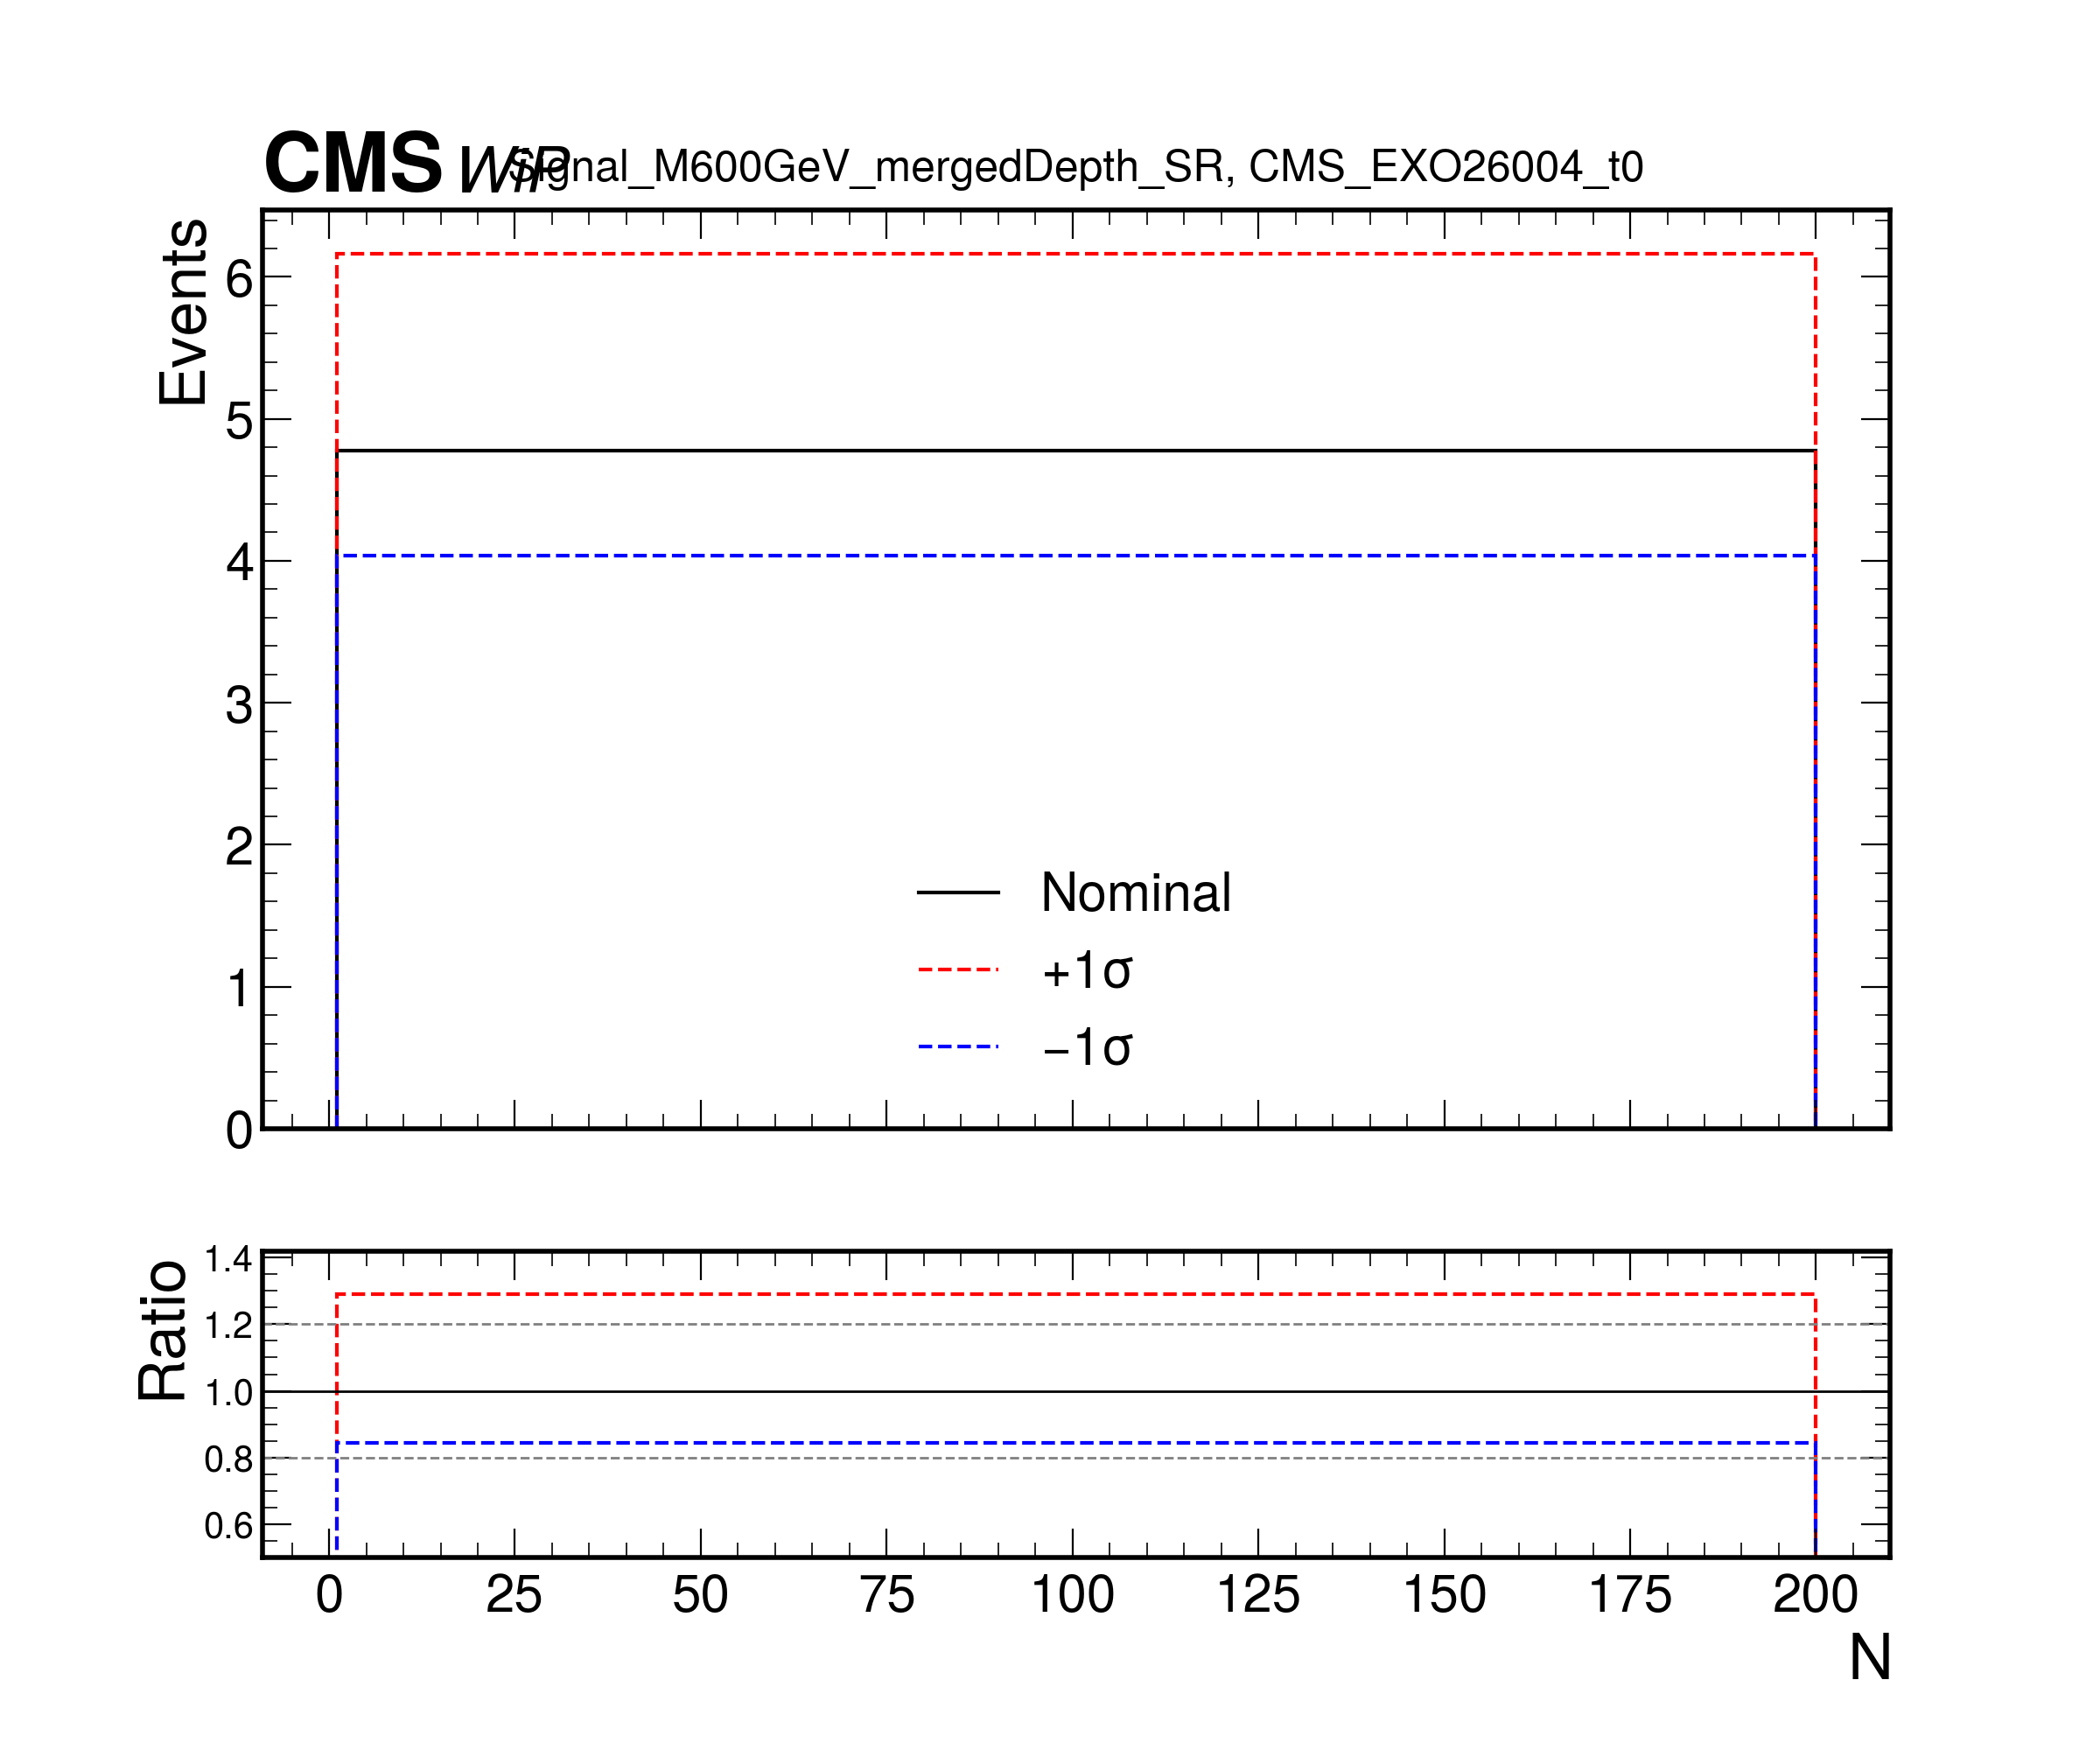 CMS WiP Signal_M600GeV_mergedDepth_SR, CMS_EXO26004_t0
Events
6
5
4
3
2
1
0
Nominal
+1σ
−1σ
Ratio
1.4
1.2
1.0
0.8
0.6
0 25 50 75 100 125 150 175 200
N